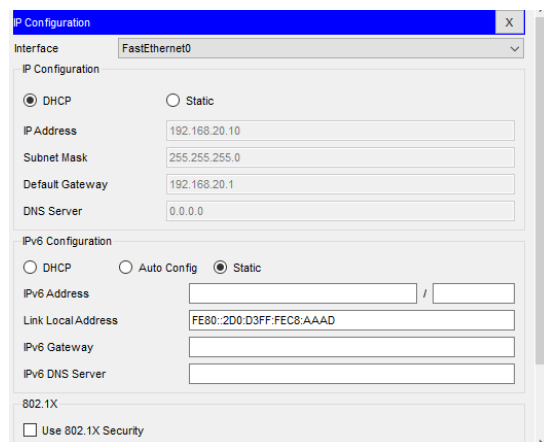 IP Configuration X
Interface FastEthernet0
IP Configuration
DHCP Static
IP Address 192.168.20.10
Subnet Mask 255.255.255.0
Default Gateway 192.168.20.1
DNS Server 0.0.0.0
IPv6 Configuration
DHCP Auto Config Static
IPv6 Address /
Link Local Address FE80::2D0:D3FF:FEC8:AAAD
IPv6 Gateway
IPv6 DNS Server
802.1X
Use 802.1X Security